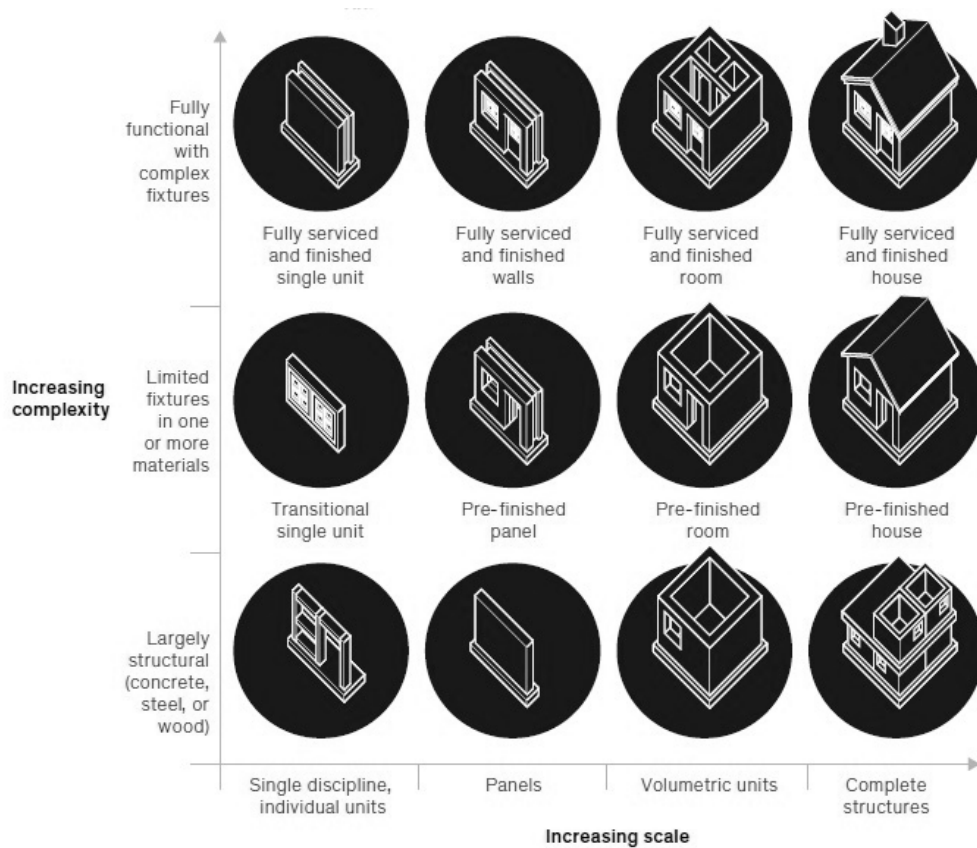 Fully
functional
with
complex
fixtures
Fully serviced
and finished
single unit
Fully serviced
and finished
walls
Fully serviced
and finished
room
Fully serviced
and finished
house
Increasing
complexity
Limited
fixtures
in one
or more
materials
Transitional
single unit
Pre-finished
panel
Pre-finished
room
Pre-finished
house
Largely
structural
(concrete,
steel, or
wood)
Single discipline,
individual units
Panels
Volumetric units
Complete
structures
Increasing scale